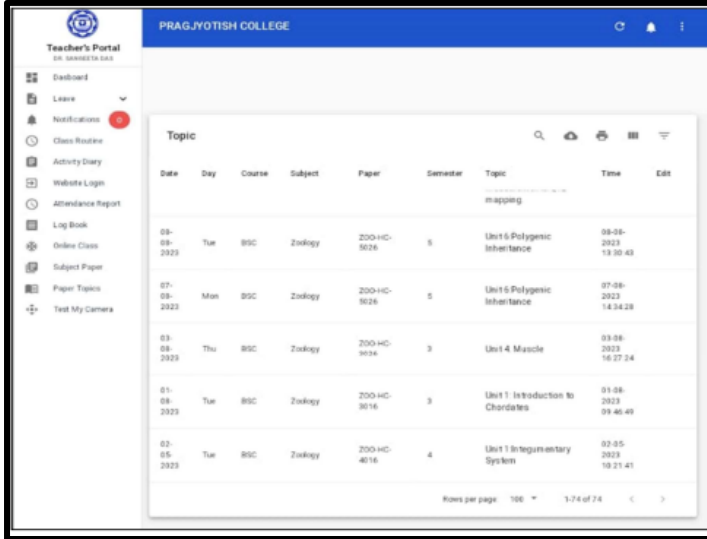 PRAGJYOTISH COLLEGE
Teacher's Portal
DR. SANGEETA DAS
Dasboard
Leave
Notifications 0
Class Routine
Activity Diary
Website Login
Attendance Report
Log Book
Online Class
Subject Paper
Paper Topics
Test My Camera
Topic
Date Day Course Subject Paper Semester Topic Time Edit
mapping
08-
08-
2023
Tue BSC Zoology
ZOO-HC-
5026
5
Unit 6 Polygenic
Inheritance
08-08-
2023
13:30:43
07-
08-
2023
Mon BSC Zoology
ZOO-HC-
5026
5
Unit 6 Polygenic
Inheritance
07-08-
2023
14:34:28
03-
08-
2023
Thu BSC Zoology
ZOO-HC-
3
Unit 4. Muscle
03-08-
2023
16:27:24
01-
08-
2023
Tue BSC Zoology
ZOO-HC-
3016
3
Unit 1: Introduction to
Chordates
01-08-
2023
09:46:49
02-
05-
2023
Tue BSC Zoology
ZOO-HC-
4016
4
Unit 1 Integumentary
System
02-05-
2023
10:21:41
Rows per page: 100 1-74 of 74